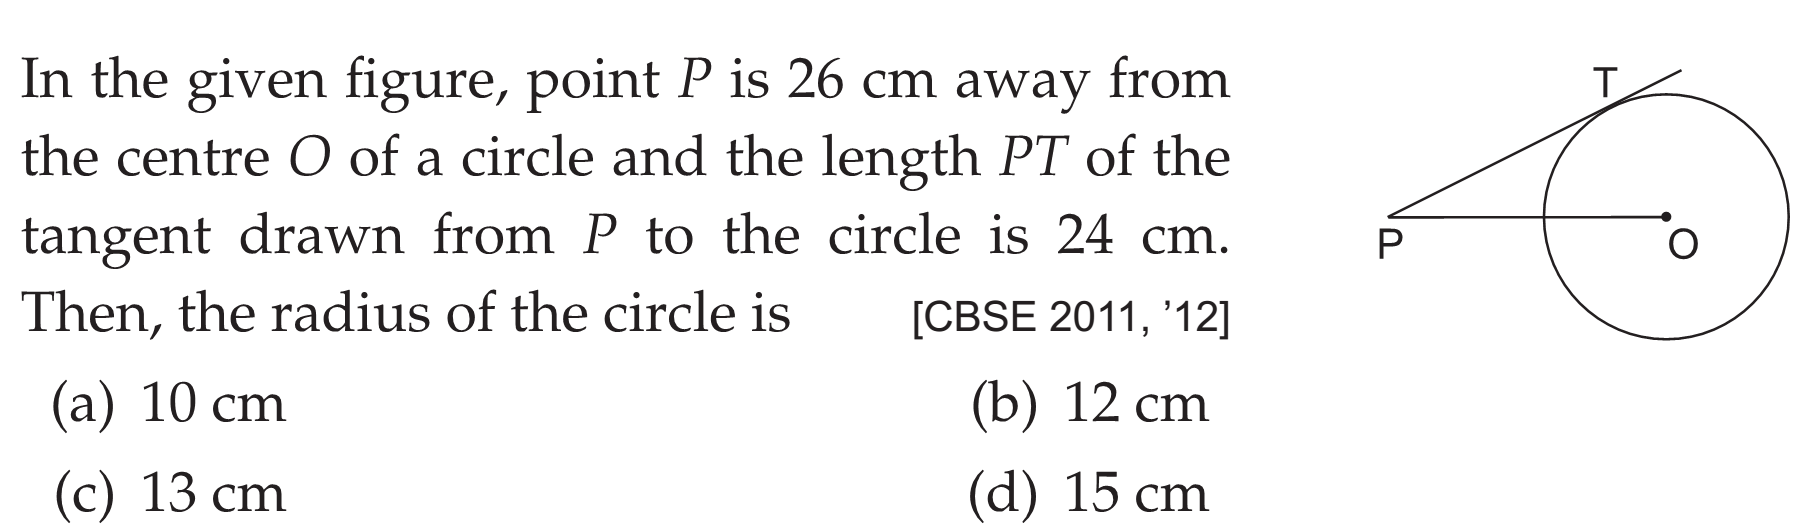 In the given figure, point P is 26 cm away from
the centre O of a circle and the length PT of the
tangent drawn from P to the circle is 24 cm.
Then, the radius of the circle is [CBSE 2011, ’12]
(a) 10 cm (b) 12 cm
(c) 13 cm (d) 15 cm
T
P
O